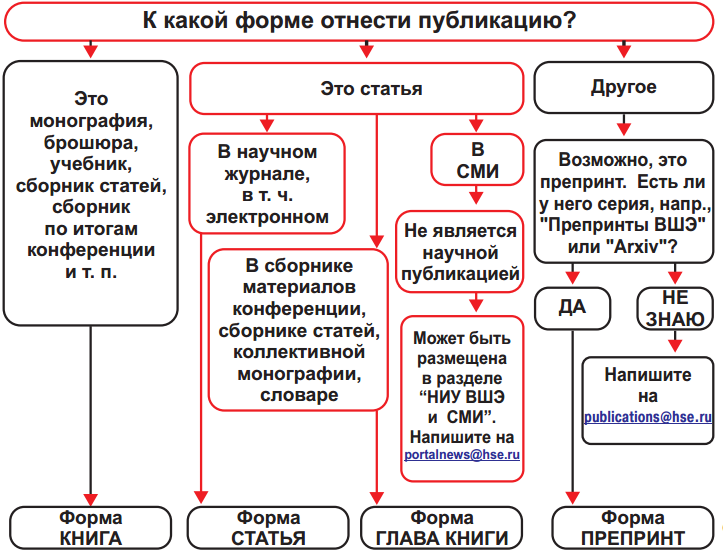 К какой форме отнести публикацию?
Это
монография,
брошюра,
учебник,
сборник статей,
сборник
по итогам
конференции
и т. п.
Это статья
Другое
В научном
журнале,
в т. ч.
электронном
В
СМИ
Возможно, это
препринт. Есть ли
у него серия, напр.,
"Препринты ВШЭ"
или "Arxiv"?
В сборнике
материалов
конференции,
сборнике статей,
коллективной
монографии,
словаре
Не является
научной
публикацией
ДА
НЕ
ЗНАЮ
Может быть
размещена
в разделе
“НИУ ВШЭ
и СМИ”.
Напишите на
portalnews@hse.ru
Напишите
на
publications@hse.ru
Форма
КНИГА
Форма
СТАТЬЯ
Форма
ГЛАВА КНИГИ
Форма
ПРЕПРИНТ